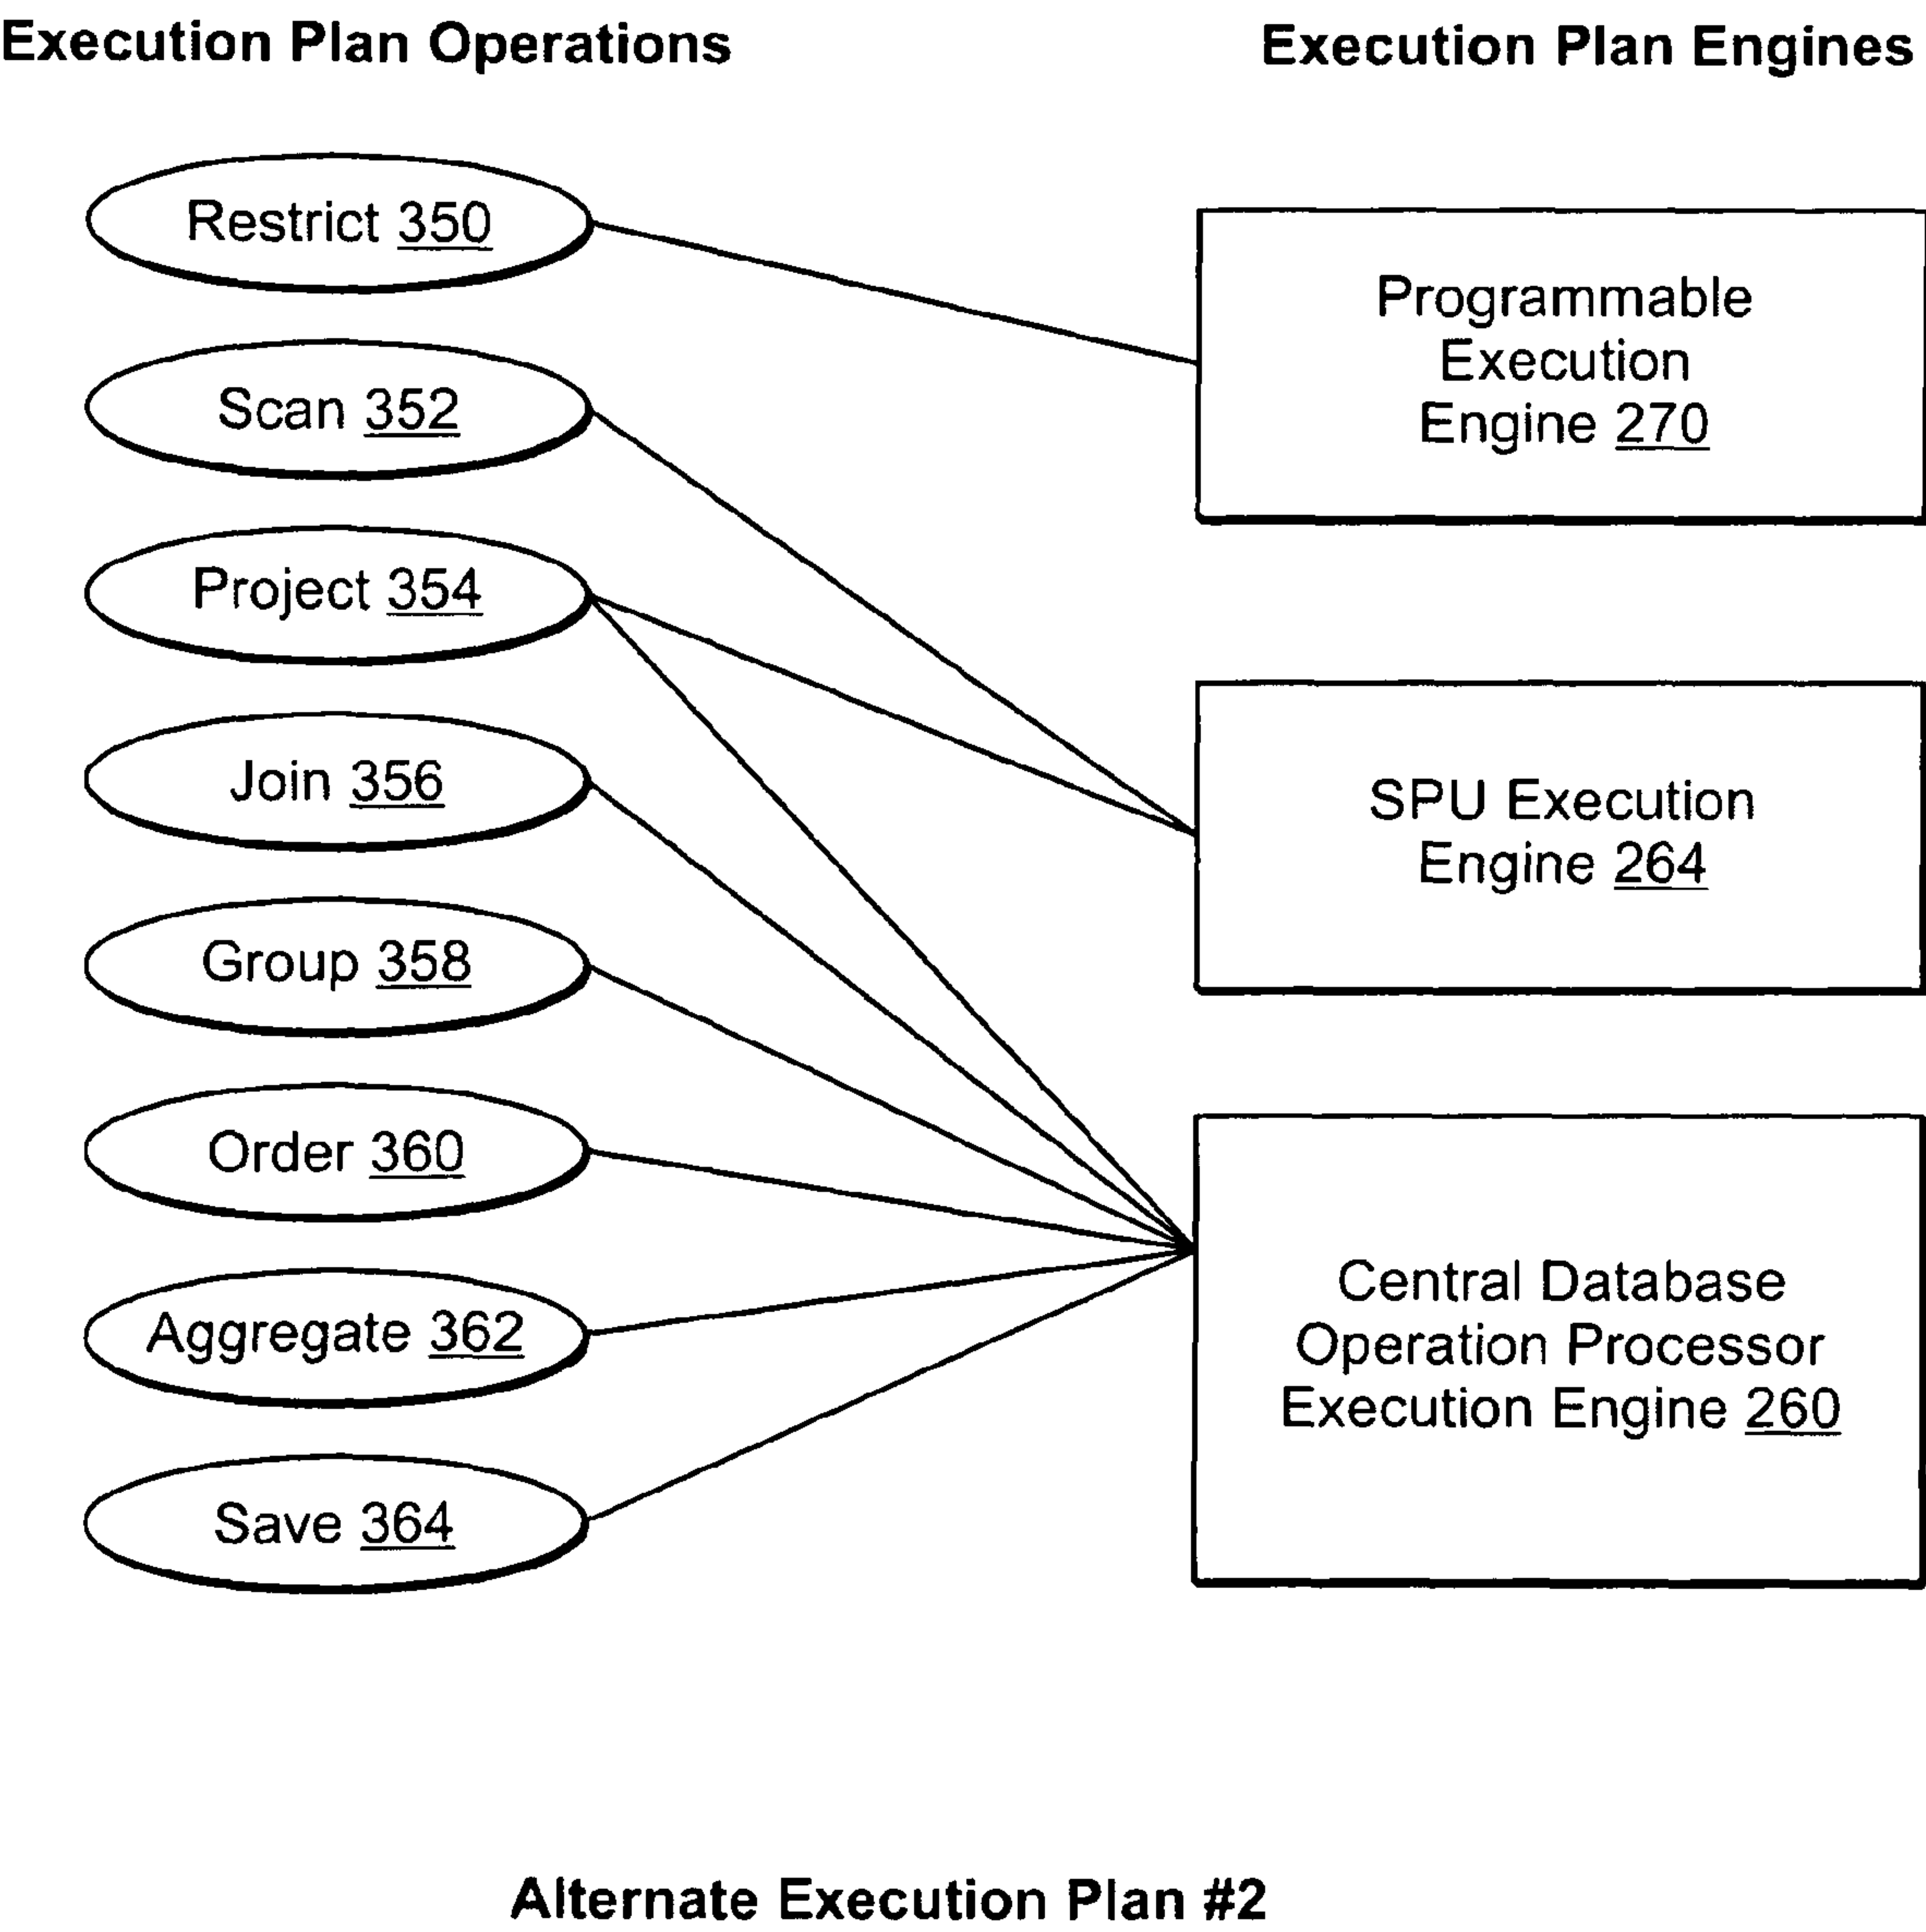 Execution Plan Operations
Execution Plan Engines
Restrict 350
Scan 352
Project 354
Join 356
Group 358
Order 360
Aggregate 362
Save 364
Programmable
Execution
Engine 270
SPU Execution
Engine 264
Central Database
Operation Processor
Execution Engine 260
Alternate Execution Plan #2